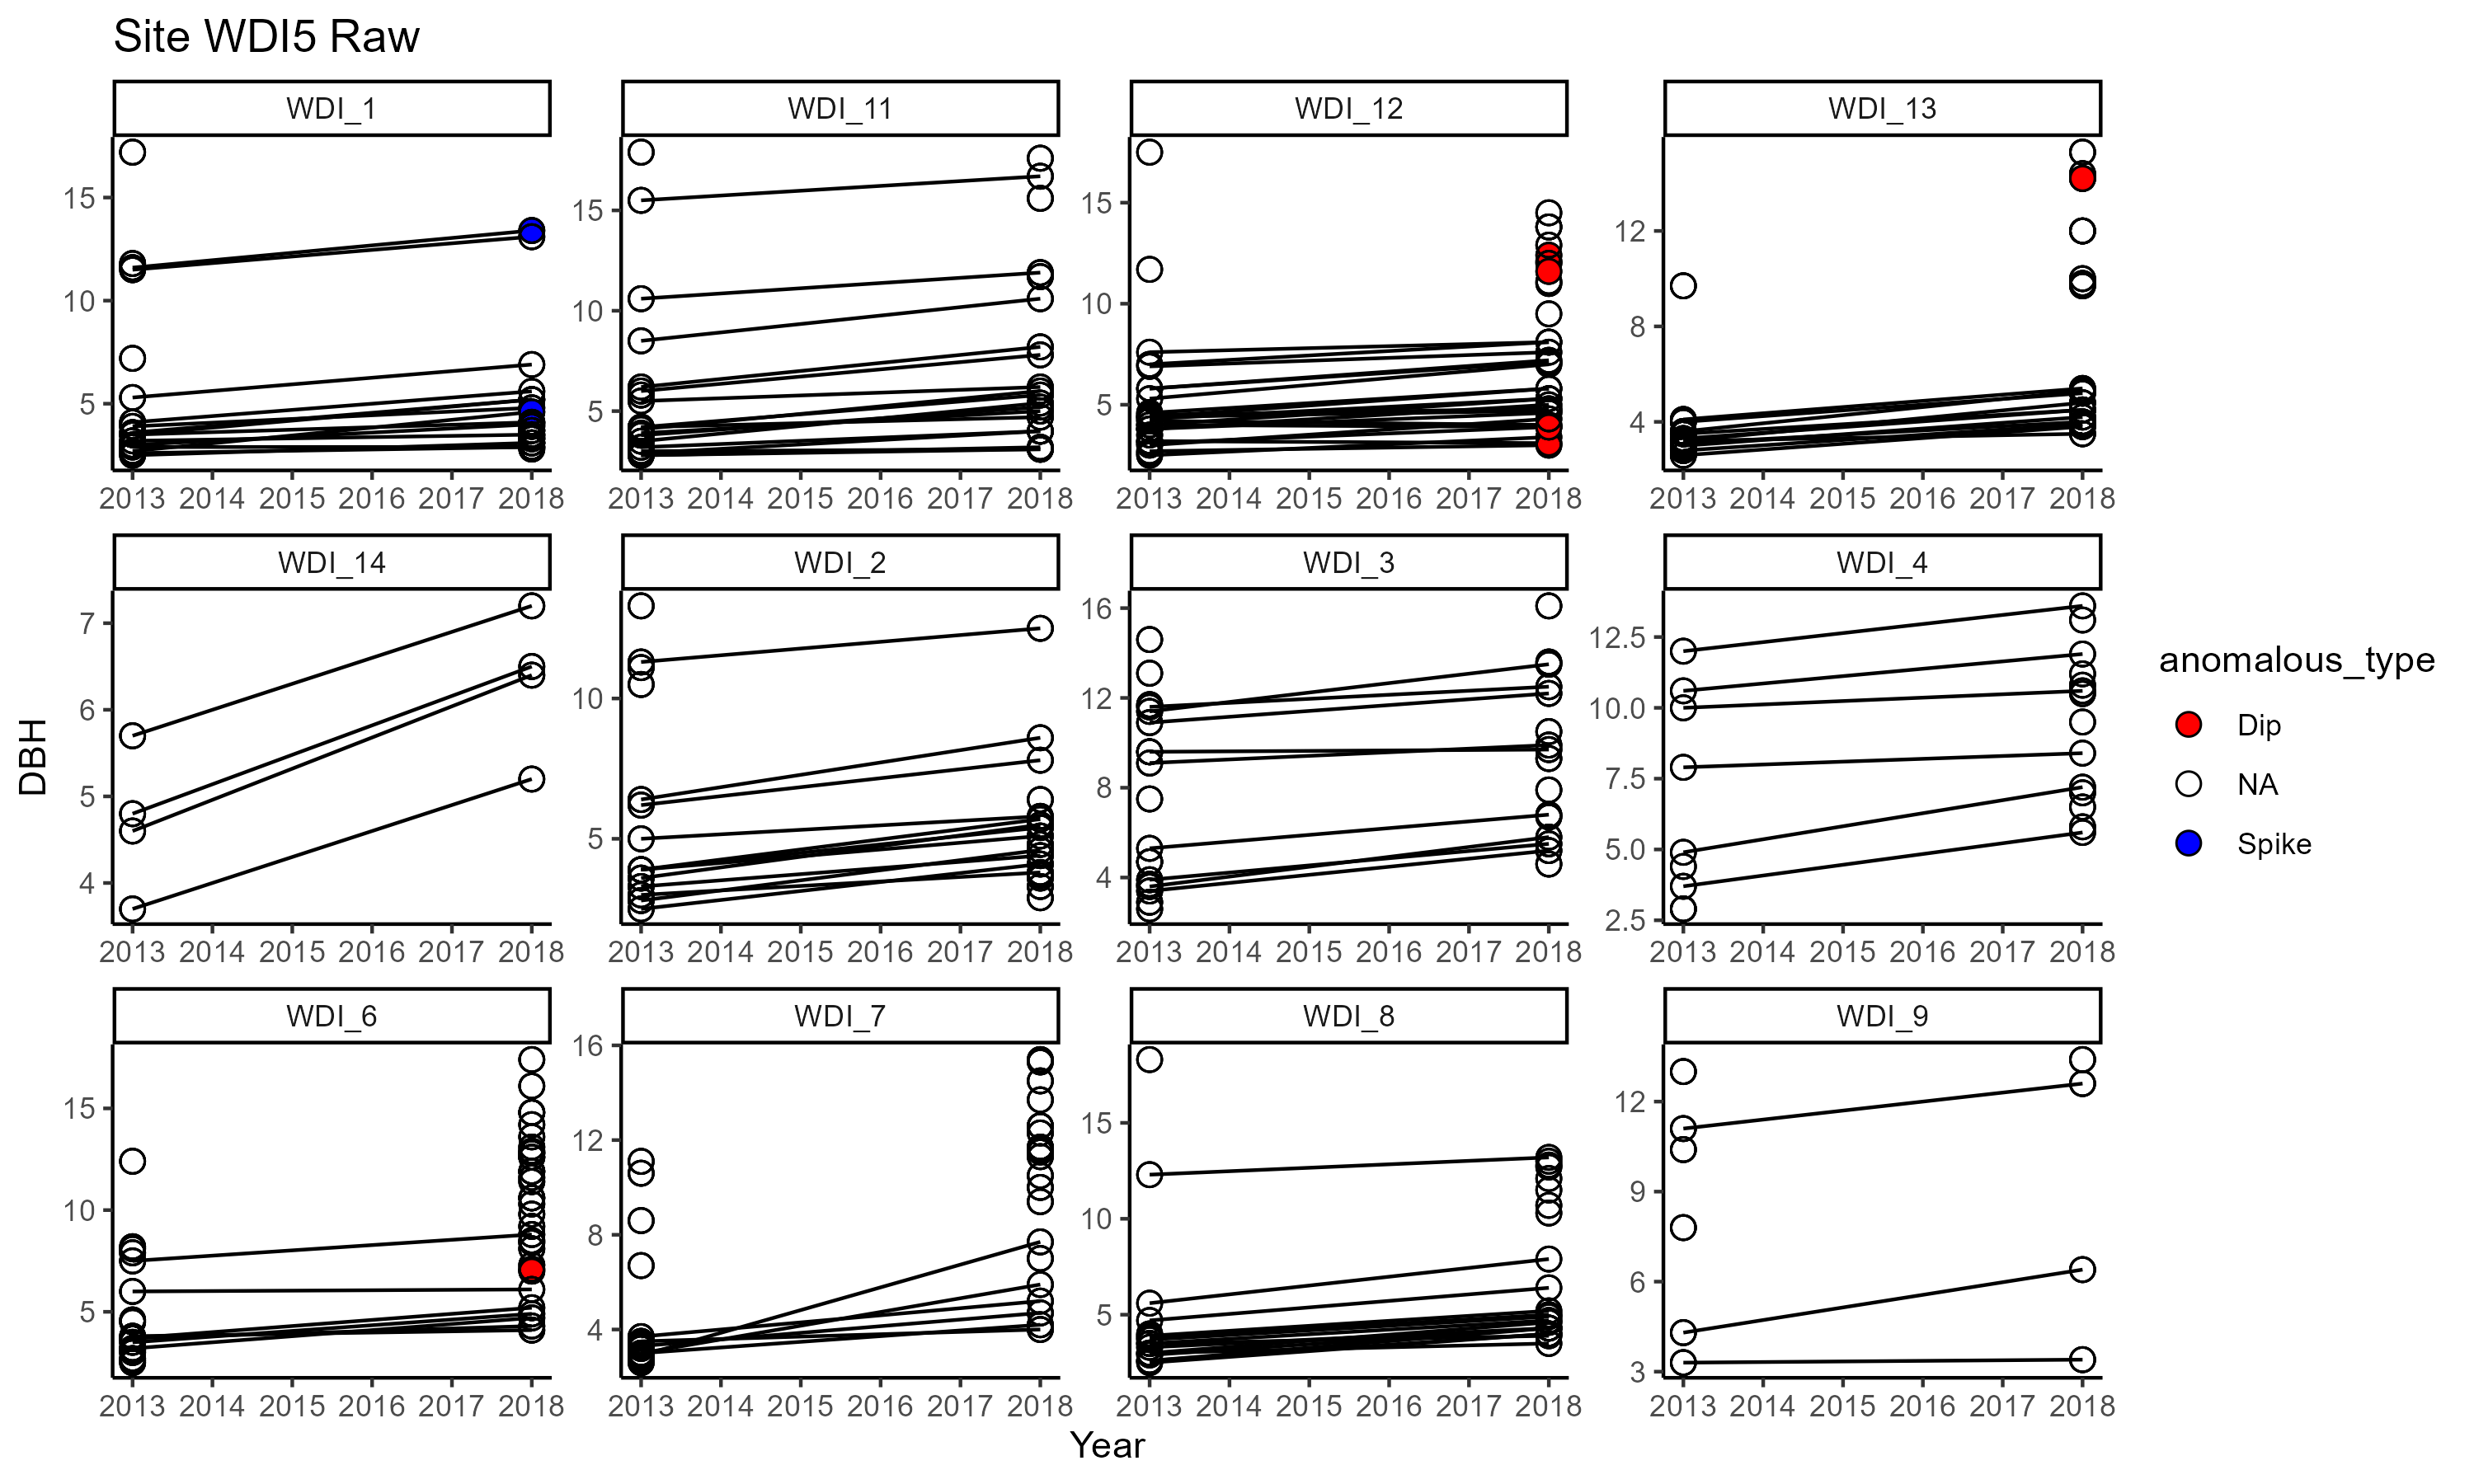 Site WDI5 Raw
WDI_1 WDI_11 WDI_12 WDI_13
15 10 5
15 10 5
15 10 5
12 8 4
2013 2014 2015 2016 2017 2018 2013 2014 2015 2016 2017 2018 2013 2014 2015 2016 2017 2018 2013 2014 2015 2016 2017 2018
WDI_14 WDI_2 WDI_3 WDI_4
7 6 5 4
10 5
16 12 8 4
12.5 10.0 7.5 5.0 2.5
2013 2014 2015 2016 2017 2018 2013 2014 2015 2016 2017 2018 2013 2014 2015 2016 2017 2018 2013 2014 2015 2016 2017 2018
WDI_6 WDI_7 WDI_8 WDI_9
15 10 5
16 12 8 4
15 10 5
12 9 6 3
2013 2014 2015 2016 2017 2018 2013 2014 2015 2016 2017 2018 2013 2014 2015 2016 2017 2018 2013 2014 2015 2016 2017 2018
DBH
Year
anomalous_type
Dip
NA
Spike